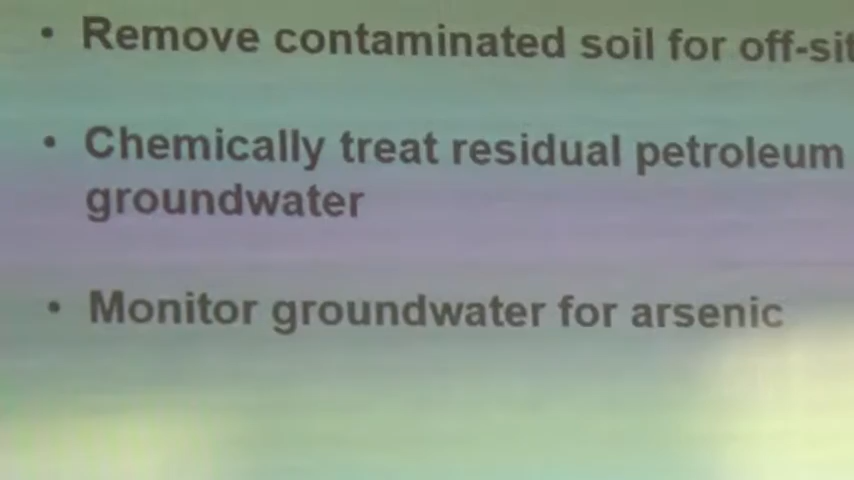 • Remove contaminated soil for off-sit
• Chemically treat residual petroleum
groundwater
• Monitor groundwater for arsenic